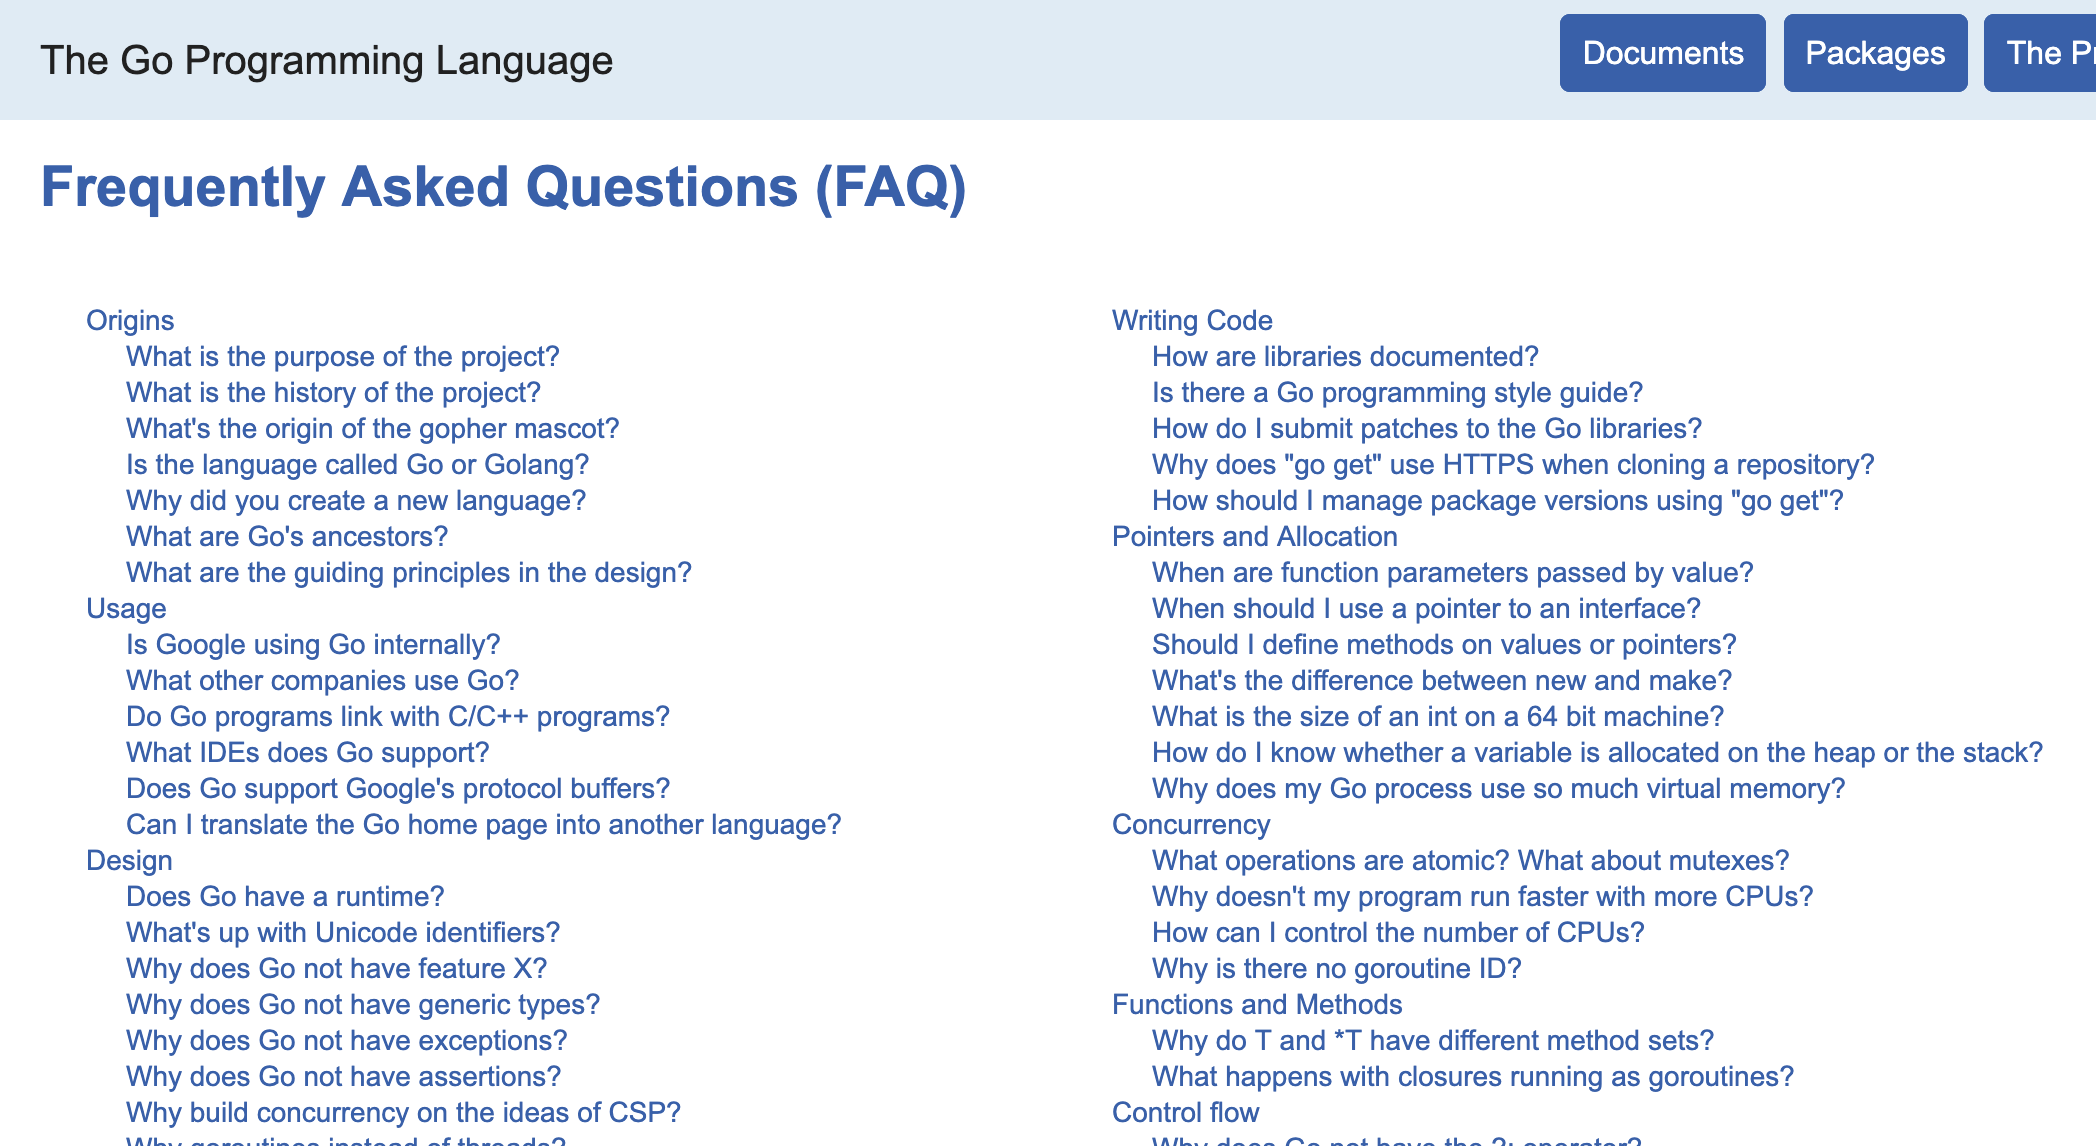 The Go Programming Language
Documents
Packages
The
Frequently Asked Questions (FAQ)
Origins
What is the purpose of the project?
What is the history of the project?
What's the origin of the gopher mascot?
Is the language called Go or Golang?
Why did you create a new language?
What are Go's ancestors?
What are the guiding principles in the design?
Usage
Is Google using Go internally?
What other companies use Go?
Do Go programs link with C/C++ programs?
What IDEs does Go support?
Does Go support Google's protocol buffers?
Can I translate the Go home page into another language?
Design
Does Go have a runtime?
What's up with Unicode identifiers?
Why does Go not have feature X?
Why does Go not have generic types?
Why does Go not have exceptions?
Why does Go not have assertions?
Why build concurrency on the ideas of CSP?
Why goroutines instead of threads?
Writing Code
How are libraries documented?
Is there a Go programming style guide?
How do I submit patches to the Go libraries?
Why does "go get" use HTTPS when cloning a repository?
How should I manage package versions using "go get"?
Pointers and Allocation
When are function parameters passed by value?
When should I use a pointer to an interface?
Should I define methods on values or pointers?
What's the difference between new and make?
What is the size of an int on a 64 bit machine?
How do I know whether a variable is allocated on the heap or the stack?
Why does my Go process use so much virtual memory?
Concurrency
What operations are atomic? What about mutexes?
Why doesn't my program run faster with more CPUs?
How can I control the number of CPUs?
Why is there no goroutine ID?
Functions and Methods
Why do T and *T have different method sets?
What happens with closures running as goroutines?
Control flow
Why does Go not have the ?: operator?